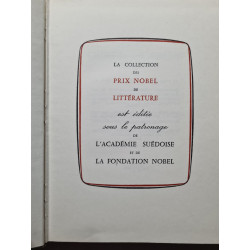 LA COLLECTION
DES
PRIX NOBEL
DE
LITTÉRATURE
est éditée
sous le patronage
DE
L'ACADÉMIE SUÉDOISE
ET DE
LA FONDATION NOBEL